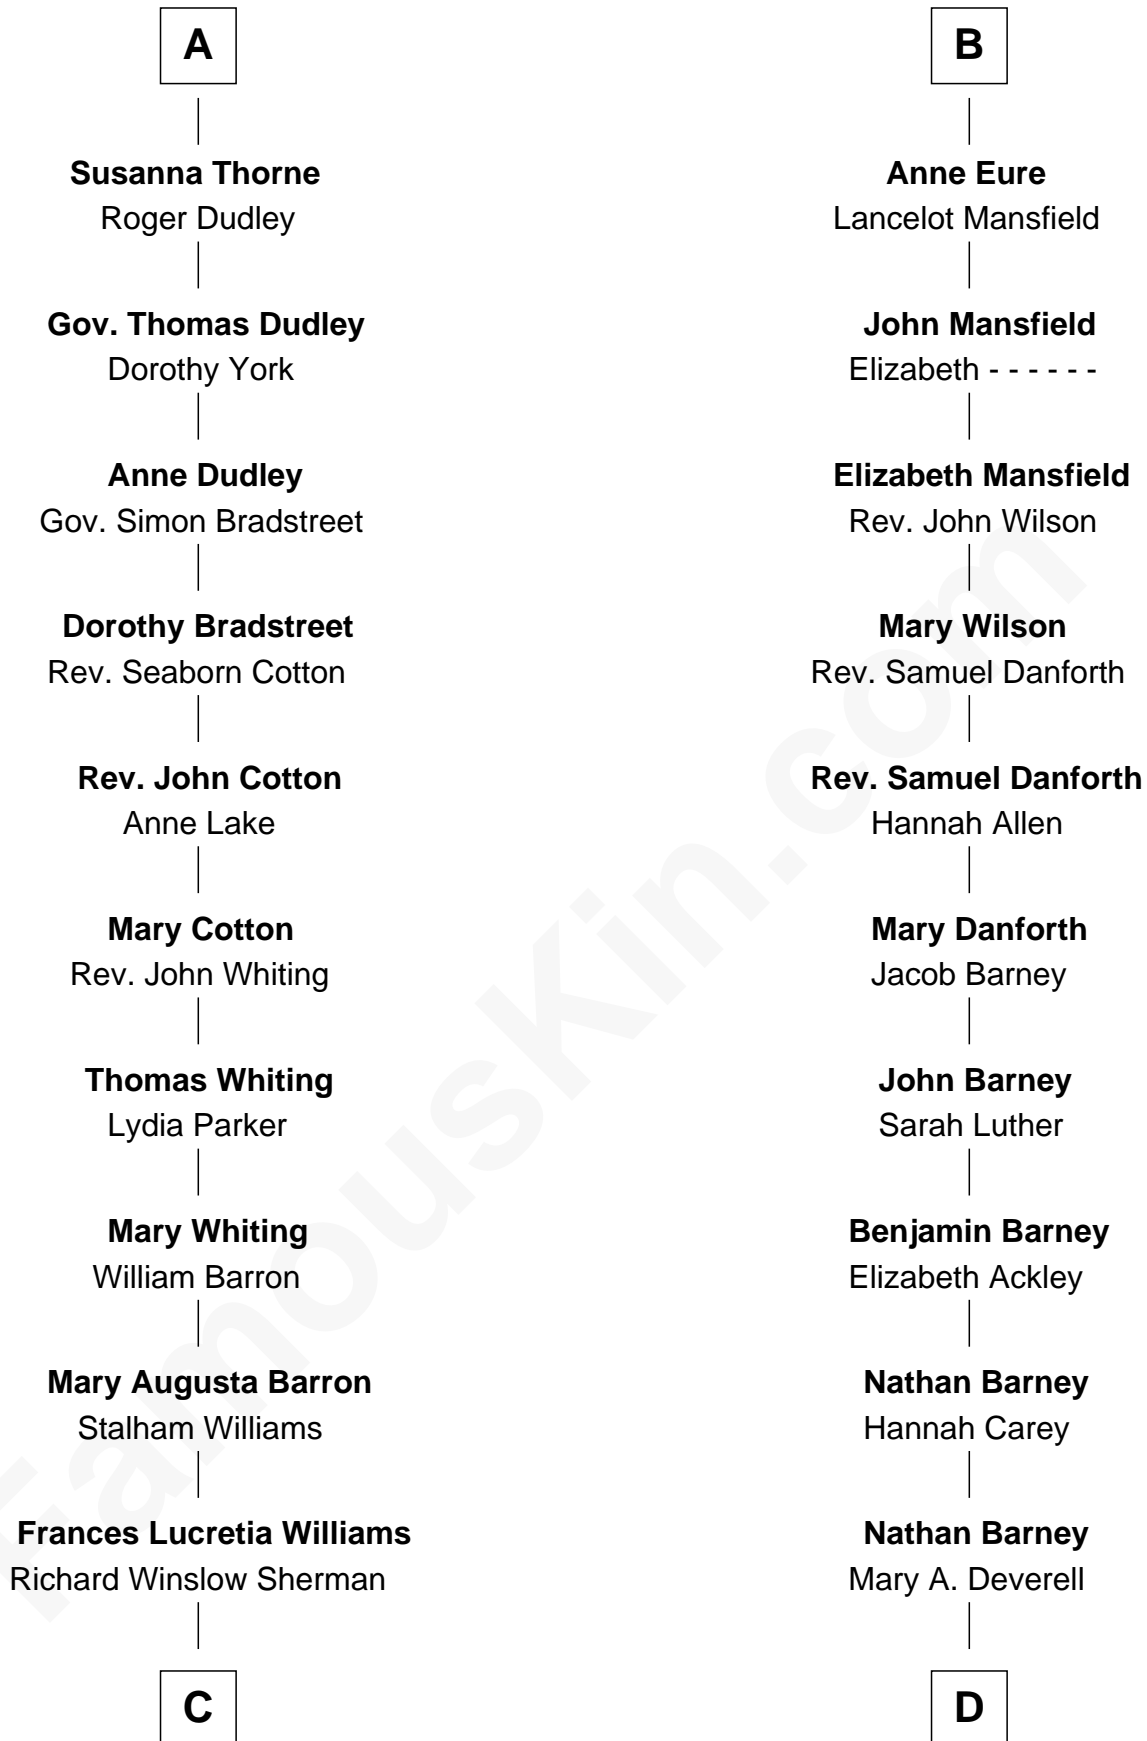 A
Susanna Thorne
Roger Dudley
Gov. Thomas Dudley
Dorothy York
Anne Dudley
Gov. Simon Bradstreet
Dorothy Bradstreet
Rev. Seaborn Cotton
Rev. John Cotton
Anne Lake
Mary Cotton
Rev. John Whiting
Thomas Whiting
Lydia Parker
Mary Whiting
William Barron
Mary Augusta Barron
Stalham Williams
Frances Lucretia Williams
Richard Winslow Sherman
C
B
Anne Eure
Lancelot Mansfield
John Mansfield
Elizabeth - - - - - -
Elizabeth Mansfield
Rev. John Wilson
Mary Wilson
Rev. Samuel Danforth
Rev. Samuel Danforth
Hannah Allen
Mary Danforth
Jacob Barney
John Barney
Sarah Luther
Benjamin Barney
Elizabeth Ackley
Nathan Barney
Hannah Carey
Nathan Barney
Mary A. Deverell
D
FamousKin.com